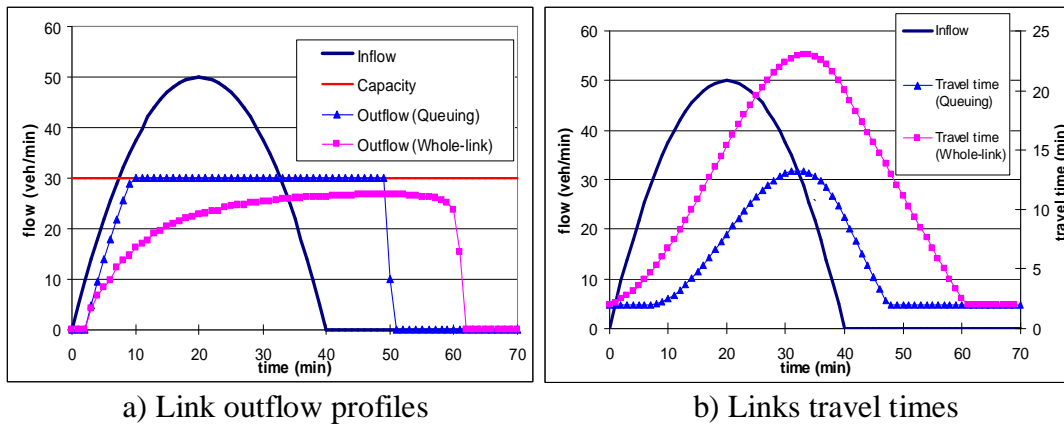 60
50
40
30
20
10
0
flow (veh/min)
0 10 20 30 40 50 60 70
time (min)
Inflow
Capacity
Outflow (Queuing)
Outflow (Whole-link)
a) Link outflow profiles
60
50
40
30
20
10
0
flow (veh/min)
0 10 20 30 40 50 60 70
time (min)
25
20
15
10
5
0
travel time (min)
Inflow
Travel time
(Queuing)
Travel time
(Whole-link)
b) Links travel times